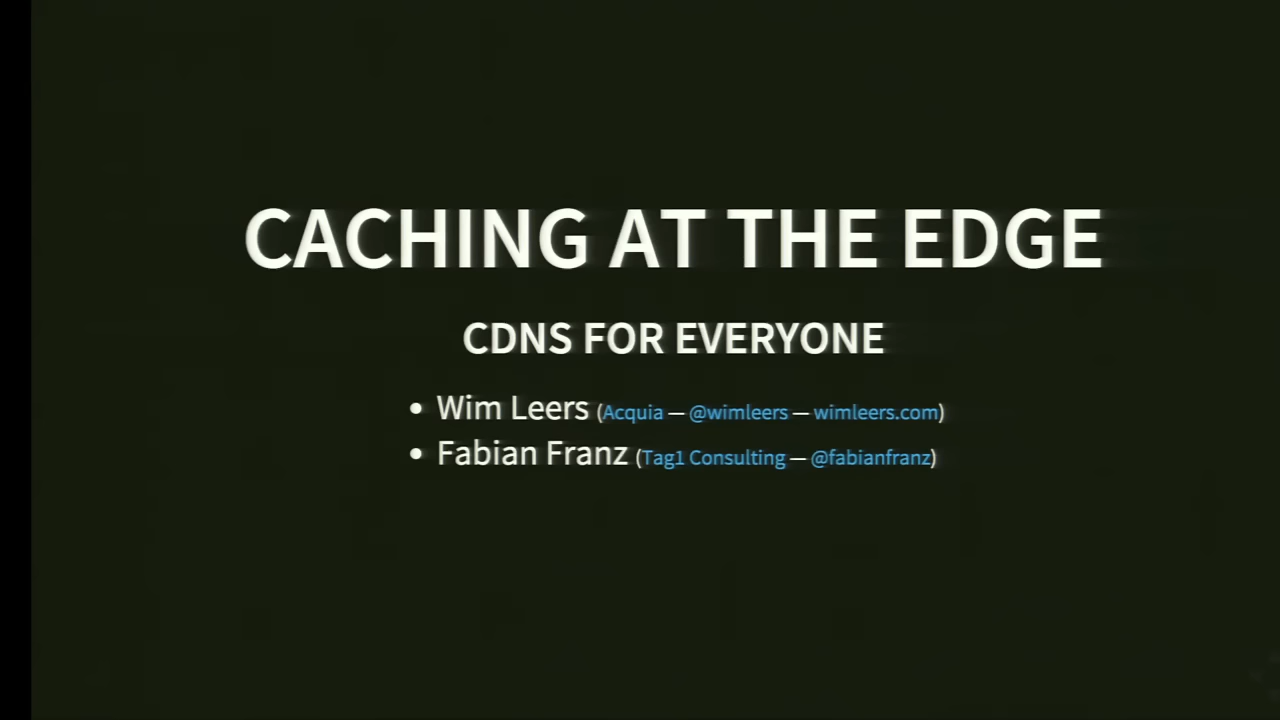 CACHING AT THE EDGE
CDNS FOR EVERYONE
• Wim Leers (Acquia — @wimleers — wimleers.com)
• Fabian Franz (Tag1 Consulting — @fabianfranz)